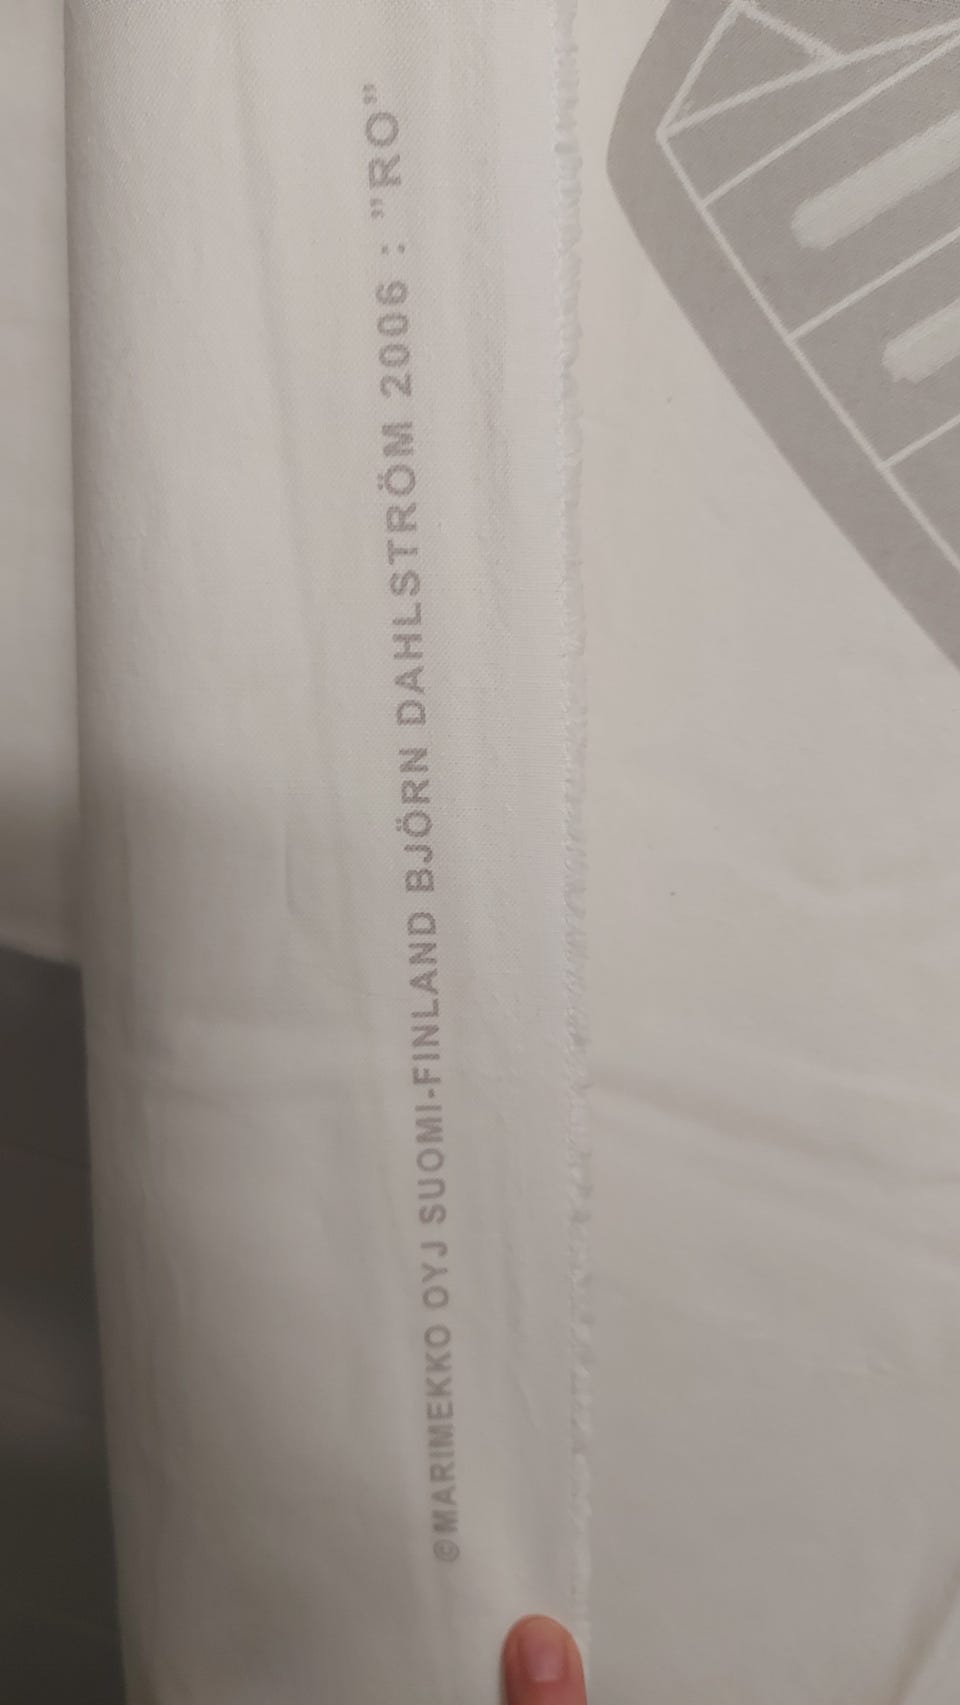 ©MARIMEKKO OYJ SUOMI-FINLAND BJÖRN DAHLSTRÖM 2006 : ”RO”